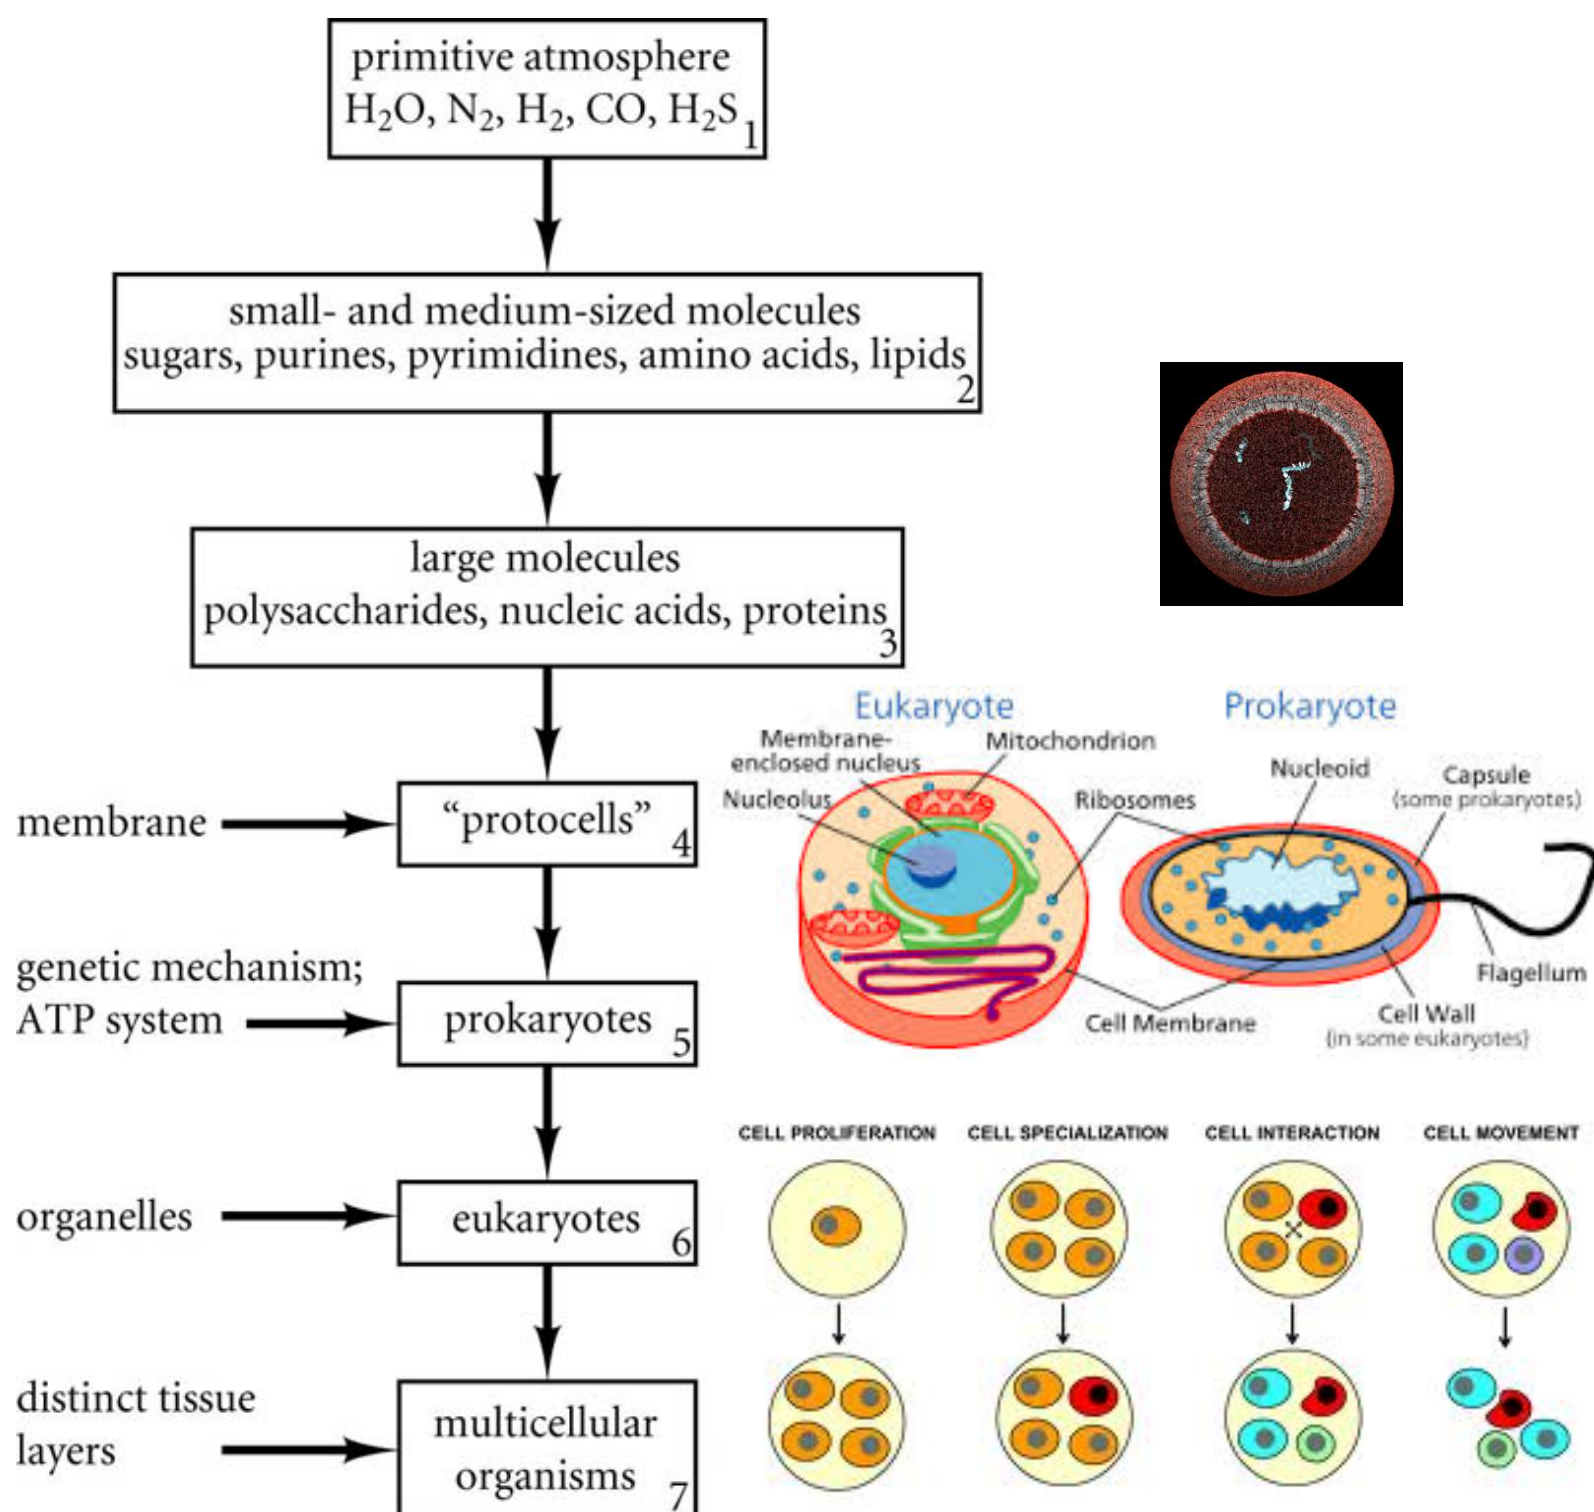 primitive atmosphere
H₂O, N₂, H₂, CO, H₂S
1
small- and medium-sized molecules
sugars, purines, pyrimidines, amino acids, lipids
2
large molecules
polysaccharides, nucleic acids, proteins
3
membrane
“protocells”
4
genetic mechanism;
ATP system
prokaryotes
5
organelles
eukaryotes
6
distinct tissue
layers
multicellular
organisms
7
Eukaryote
Prokaryote
Membrane-
enclosed nucleus
Mitochondrion
Nucleolus
Ribosomes
Nucleoid
Capsule
(some prokaryotes)
Flagellum
Cell Membrane
Cell Wall
(in some eukaryotes)
CELL PROLIFERATION
CELL SPECIALIZATION
CELL INTERACTION
CELL MOVEMENT